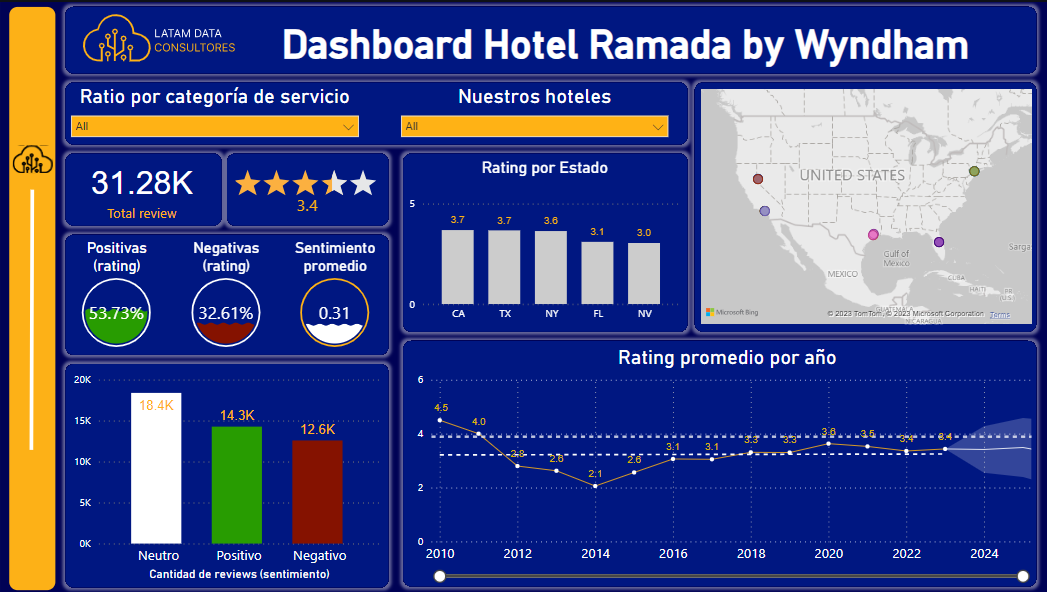 LATAM DATA
CONSULTORES
Dashboard Hotel Ramada by Wyndham
Ratio por categoría de servicio
All
Nuestros hoteles
All
31.28K
Total review
3.4
Positivas
(rating)
53.73%
Negativas
(rating)
32.61%
Sentimiento
promedio
0.31
Rating por Estado
5
0
3.7
3.7
3.6
3.1
3.0
CA
TX
NY
FL
NV
UNITED STATES
MEXICO
Gulf of
Mexico
CUBA
HAITI
PR
(U.S.)
Sarga
GUATEMALA
NICARAGUA
Microsoft Bing
© 2023 TomTom, © 2023 Microsoft Corporation
Terms
20K
15K
10K
5K
0K
18.4K
14.3K
12.6K
Neutro
Positivo
Negativo
Cantidad de reviews (sentimiento)
Rating promedio por año
6
4
2
0
4.5
4.0
2.8
2.6
2.1
2.6
3.1
3.1
3.3
3.3
3.6
3.5
3.4
3.4
2010
2012
2014
2016
2018
2020
2022
2024